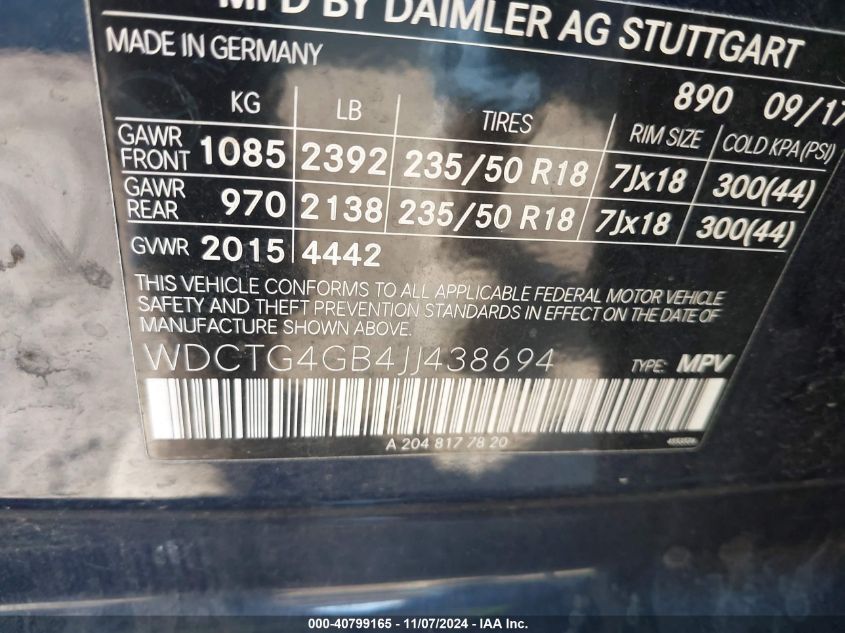 MFD BY DAIMLER AG STUTTGART
MADE IN GERMANY
890 09/17
KG LB TIRES RIM SIZE COLD KPA (PSI)
GAWR FRONT 1085 2392 235/50 R18 7Jx18 300(44)
GAWR REAR 970 2138 235/50 R18 7Jx18 300(44)
GVWR 2015 4442
THIS VEHICLE CONFORMS TO ALL APPLICABLE FEDERAL MOTOR VEHICLE
SAFETY AND THEFT PREVENTION STANDARDS IN EFFECT ON THE DATE OF
MANUFACTURE SHOWN ABOVE.
WDCTG4GB4JJ438694 TYPE: MPV
A 204 817 78 20
000-40799165 - 11/07/2024 - © IAA Inc.